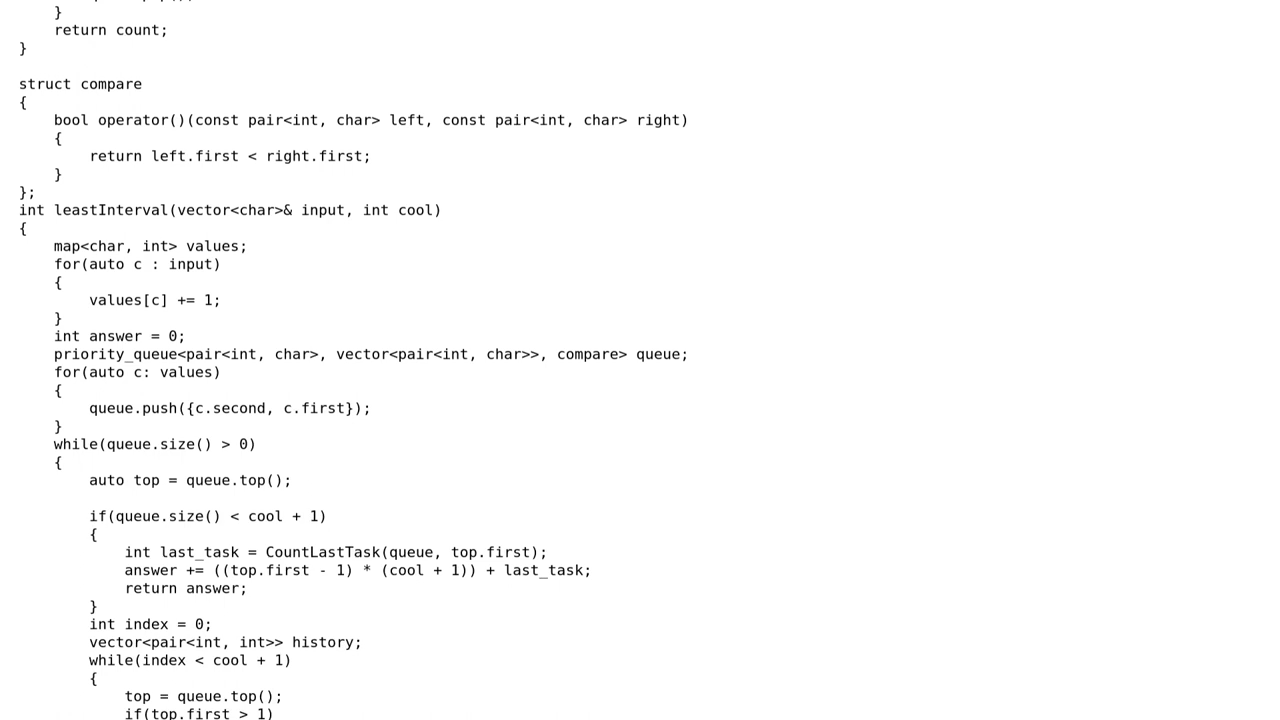 }
return count;
}
struct compare
{
bool operator()(const pair<int, char> left, const pair<int, char> right)
{
return left.first < right.first;
}
};
int leastInterval(vector<char>& input, int cool)
{
map<char, int> values;
for(auto c : input)
{
values[c] += 1;
}
int answer = 0;
priority_queue<pair<int, char>, vector<pair<int, char>>, compare> queue;
for(auto c: values)
{
queue.push({c.second, c.first});
}
while(queue.size() > 0)
{
auto top = queue.top();
if(queue.size() < cool + 1)
{
int last_task = CountLastTask(queue, top.first);
answer += ((top.first - 1) * (cool + 1)) + last_task;
return answer;
}
int index = 0;
vector<pair<int, int>> history;
while(index < cool + 1)
{
top = queue.top();
if(top.first > 1)